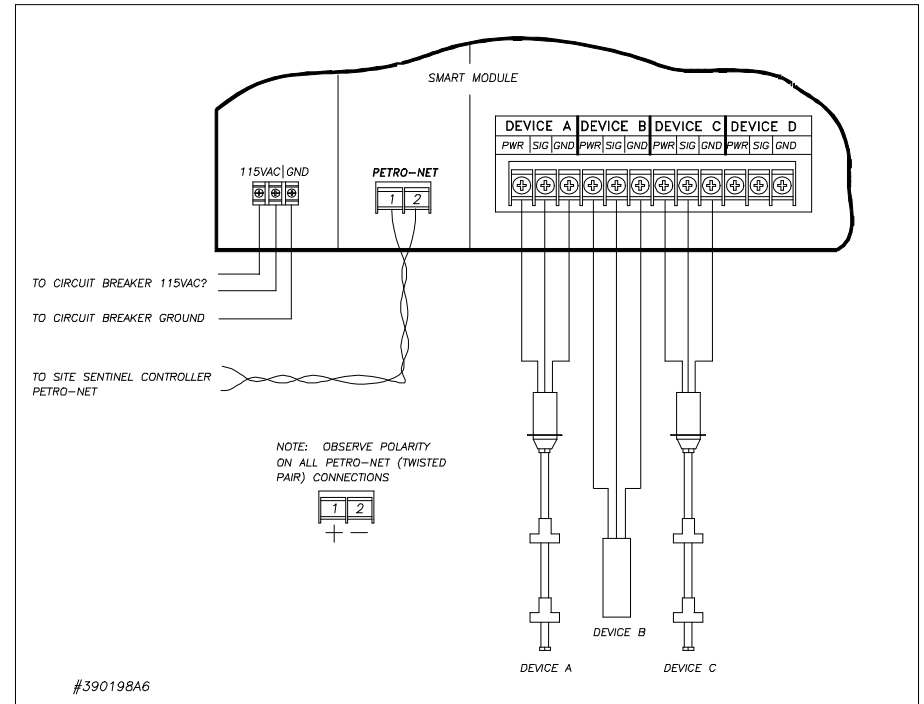 SMART MODULE
DEVICE A DEVICE B DEVICE C DEVICE D
PWR SIG GND PWR SIG GND PWR SIG GND PWR SIG GND
115VAC GND
PETRO-NET
1 2
TO CIRCUIT BREAKER 115VAC?
TO CIRCUIT BREAKER GROUND
TO SITE SENTINEL CONTROLLER
PETRO-NET
NOTE: OBSERVE POLARITY
ON ALL PETRO-NET (TWISTED
PAIR) CONNECTIONS
1 2
+ -
DEVICE B
DEVICE A
DEVICE C
#390198A6